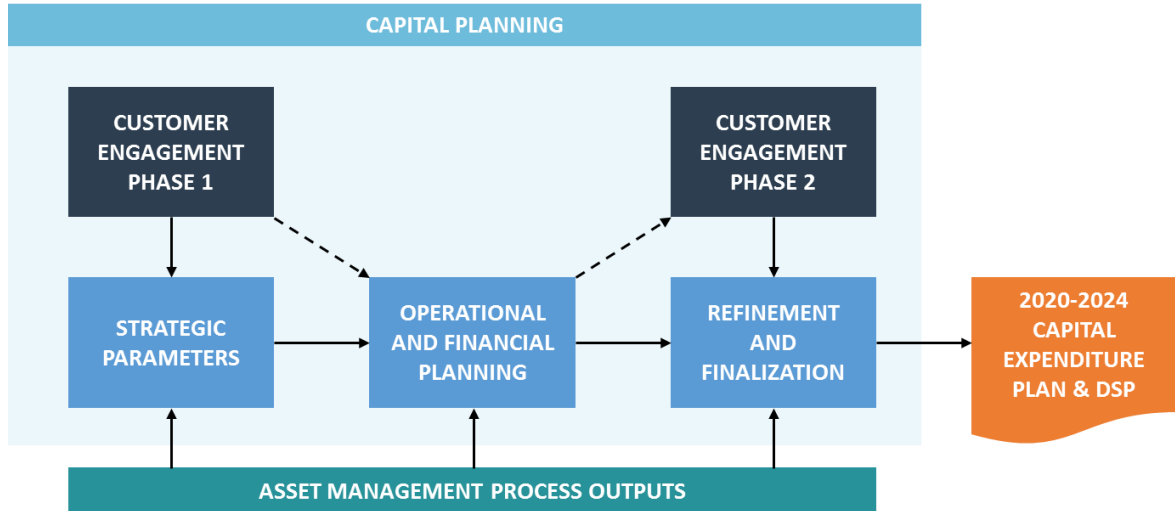 CAPITAL PLANNING
CUSTOMER
ENGAGEMENT
PHASE 1
CUSTOMER
ENGAGEMENT
PHASE 2
STRATEGIC
PARAMETERS
OPERATIONAL
AND FINANCIAL
PLANNING
REFINEMENT
AND
FINALIZATION
2020-2024
CAPITAL
EXPENDITURE
PLAN & DSP
ASSET MANAGEMENT PROCESS OUTPUTS